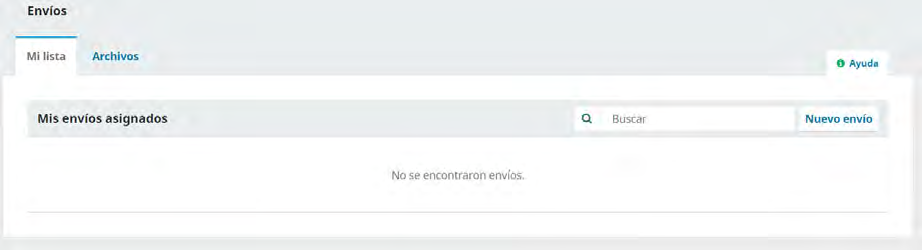 Envíos
Mi lista Archivos
Ayuda
Mis envíos asignados Buscar Nuevo envío
No se encontraron envíos.